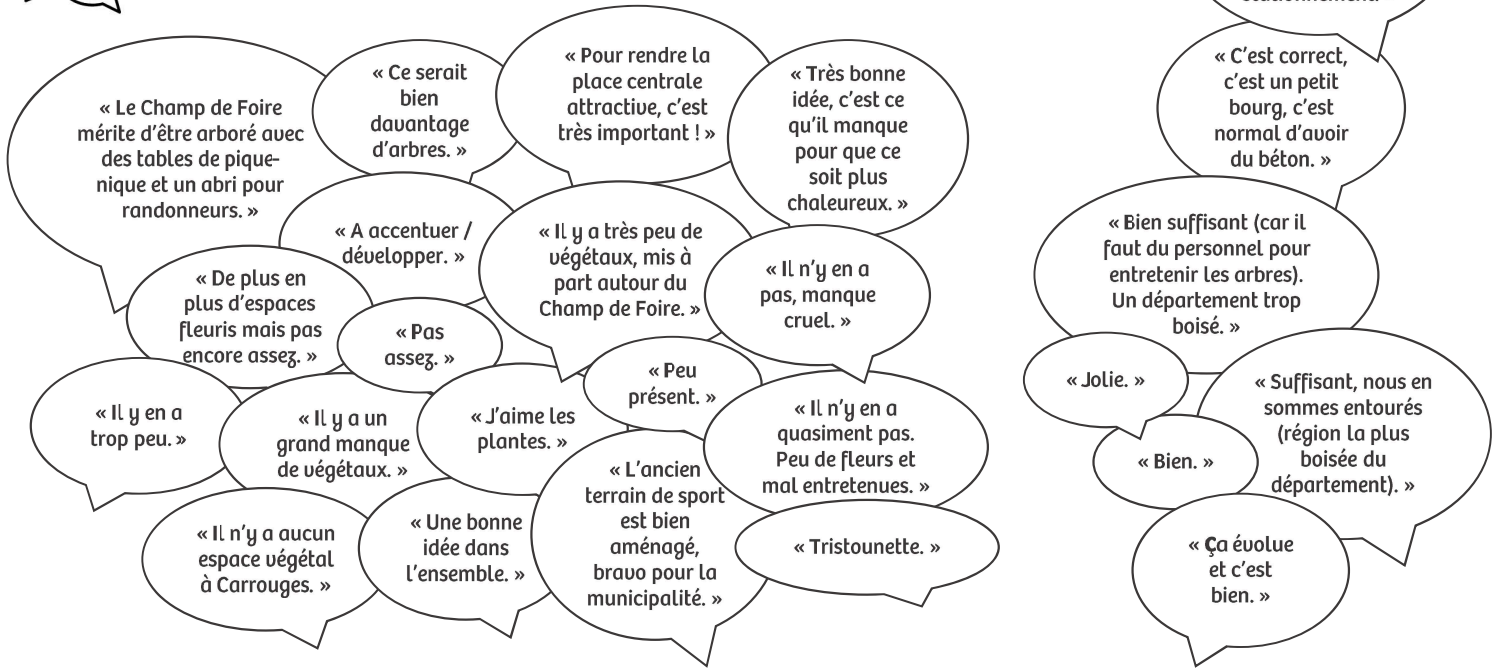 « Le Champ de Foire
mérite d'être arboré avec
des tables de pique-
nique et un abri pour
randonneurs. »
« Ce serait
bien
davantage
d'arbres. »
« Pour rendre la
place centrale
attractive, c'est
très important ! »
« Très bonne
idée, c'est ce
qu'il manque
pour que ce
soit plus
chaleureux. »
« A accentuer /
développer. »
« Il y a très peu de
végétaux, mis à
part autour du
Champ de Foire. »
« Il n'y en a
pas, manque
cruel. »
« De plus en
plus d'espaces
fleuris mais pas
encore assez. »
« Pas
assez. »
« Peu
présent. »
« Il y en a
trop peu. »
« Il y a un
grand manque
de végétaux. »
« J'aime les
plantes. »
« Il n'y en a
quasiment pas.
Peu de fleurs et
mal entretenues. »
« L'ancien
terrain de sport
est bien
aménagé,
bravo pour la
municipalité. »
« Il n'y a aucun
espace végétal
à Carrouges. »
« Une bonne
idée dans
l'ensemble. »
« Tristounette. »
« C'est correct,
c'est un petit
bourg, c'est
normal d'avoir
du béton. »
« Bien suffisant (car il
faut du personnel pour
entretenir les arbres).
Un département trop
boisé. »
« Jolie. »
« Suffisant, nous en
sommes entourés
(région la plus
boisée du
département). »
« Bien. »
« Ça évolue
et c'est
bien. »